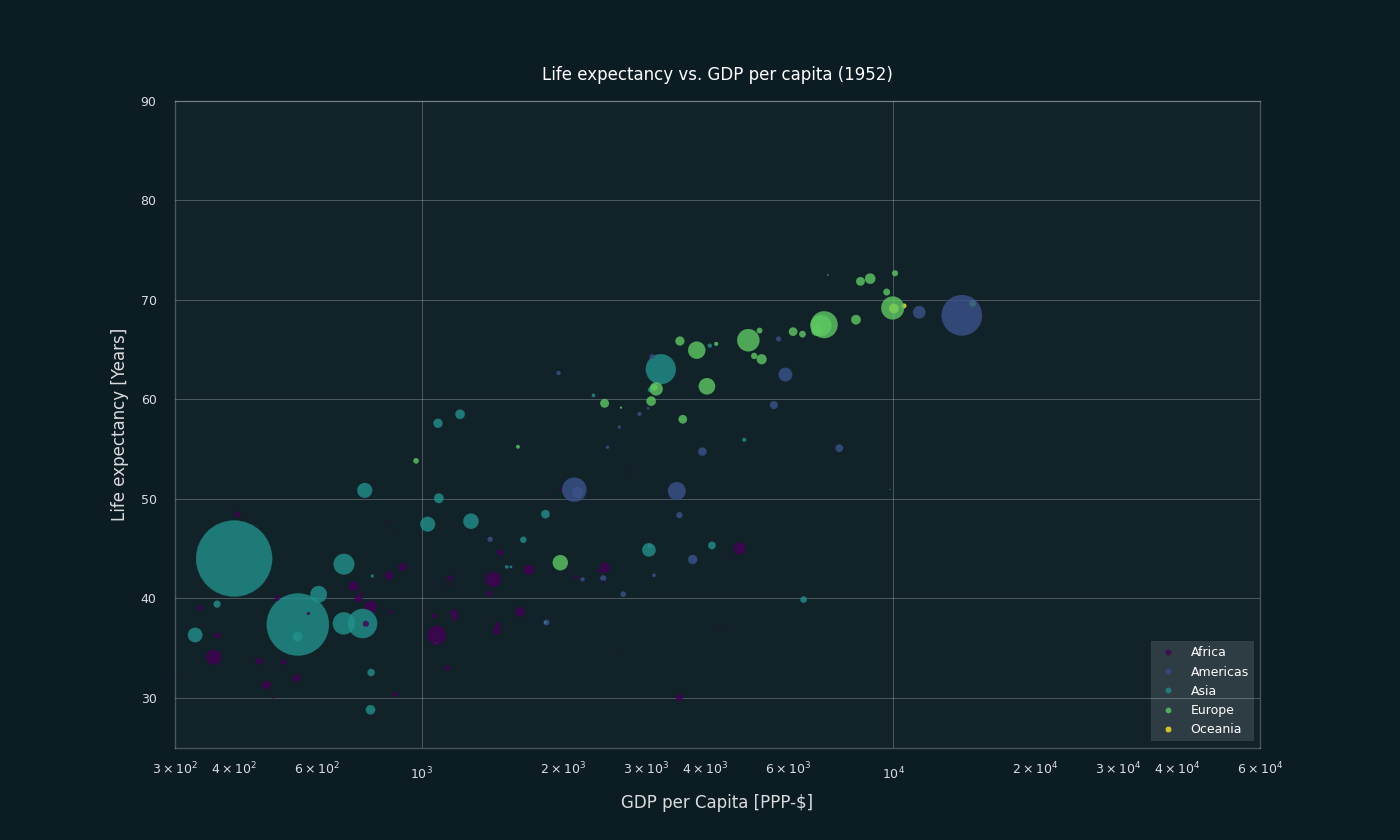 Life expectancy vs. GDP per capita (1952)
90
80
70
60
50
40
30
Life expectancy [Years]
3 × 10² 4 × 10² 6 × 10² 10³ 2 × 10³ 3 × 10³ 4 × 10³ 6 × 10³ 10⁴ 2 × 10⁴ 3 × 10⁴ 4 × 10⁴ 6 × 10⁴
GDP per Capita [PPP-$]
Africa
Americas
Asia
Europe
Oceania